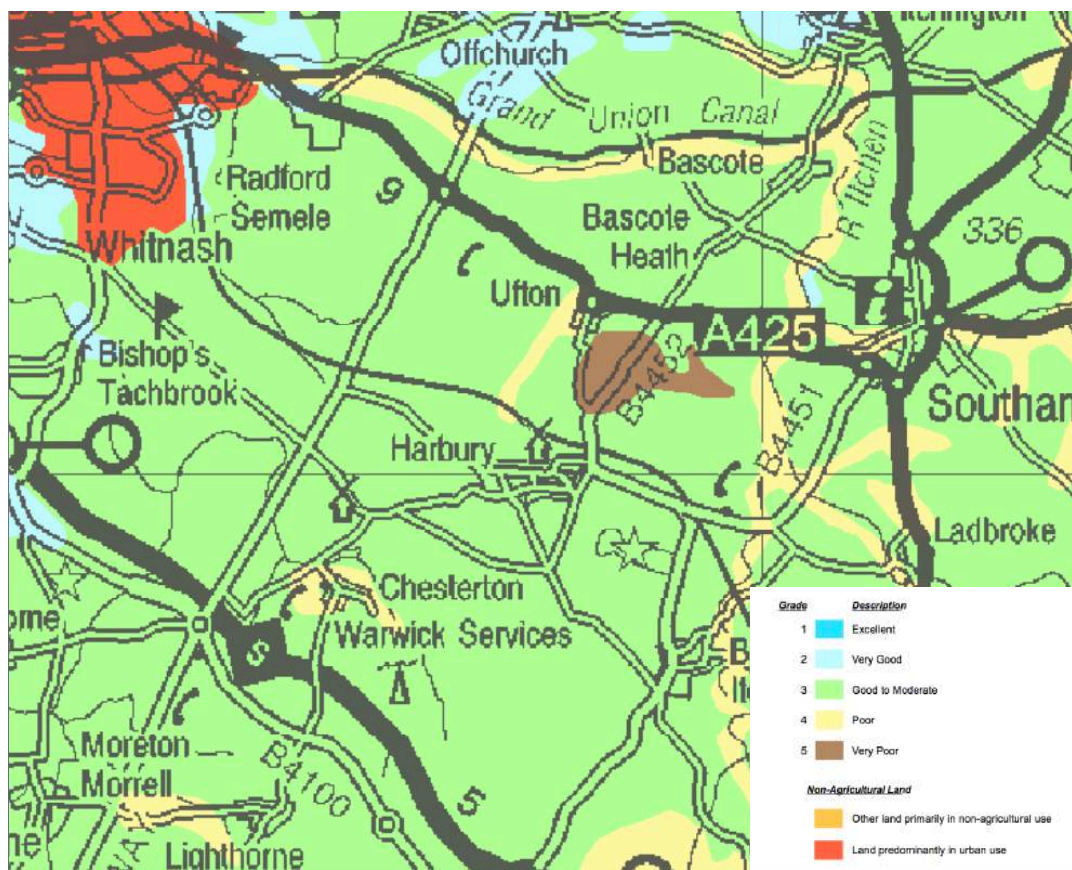 Offchurch
Grand Union Canal
Bascote
R Itchen
Radford
Semele
9
Bascote
Heath
336
Whitnash
Ufton
i
A425
Bishop's
Tachbrook
B4452
B4451
Southam
Harbury
Ladbroke
Chesterton
Warwick Services
S
Moreton
Morrell
B4100
5
Lighthorne
Grade Description
1 Excellent
2 Very Good
3 Good to Moderate
4 Poor
5 Very Poor
Non-Agricultural Land
Other land primarily in non-agricultural use
Land predominantly in urban use